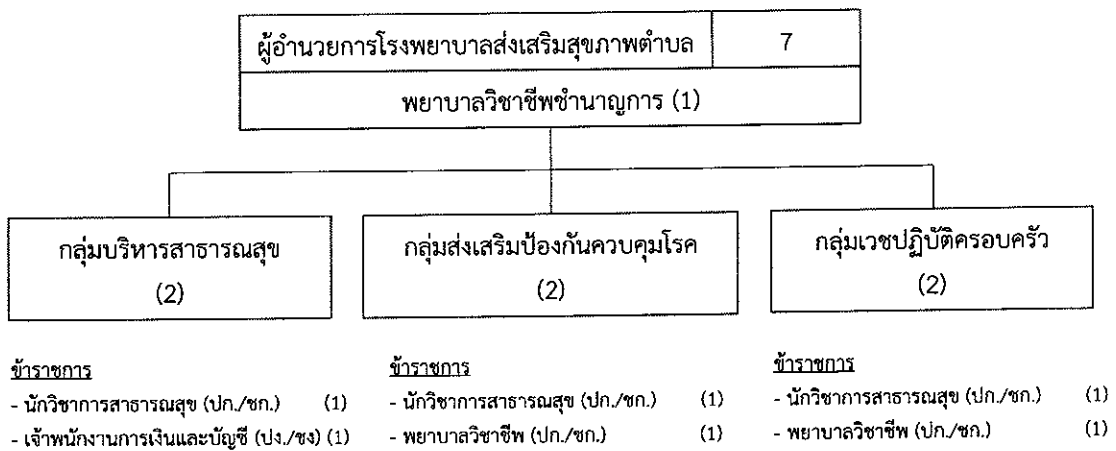 ผู้อำนวยการโรงพยาบาลส่งเสริมสุขภาพตำบล 7
พยาบาลวิชาชีพชำนาญการ (1)
กลุ่มบริหารสาธารณสุข
(2)
กลุ่มส่งเสริมป้องกันควบคุมโรค
(2)
กลุ่มเวชปฏิบัติครอบครัว
(2)
ข้าราชการ
- นักวิชาการสาธารณสุข (ปก./ชก.) (1)
- เจ้าพนักงานการเงินและบัญชี (ปง./ชง) (1)
ข้าราชการ
- นักวิชาการสาธารณสุข (ปก./ชก.) (1)
- พยาบาลวิชาชีพ (ปก./ชก.) (1)
ข้าราชการ
- นักวิชาการสาธารณสุข (ปก./ชก.) (1)
- พยาบาลวิชาชีพ (ปก./ชก.) (1)